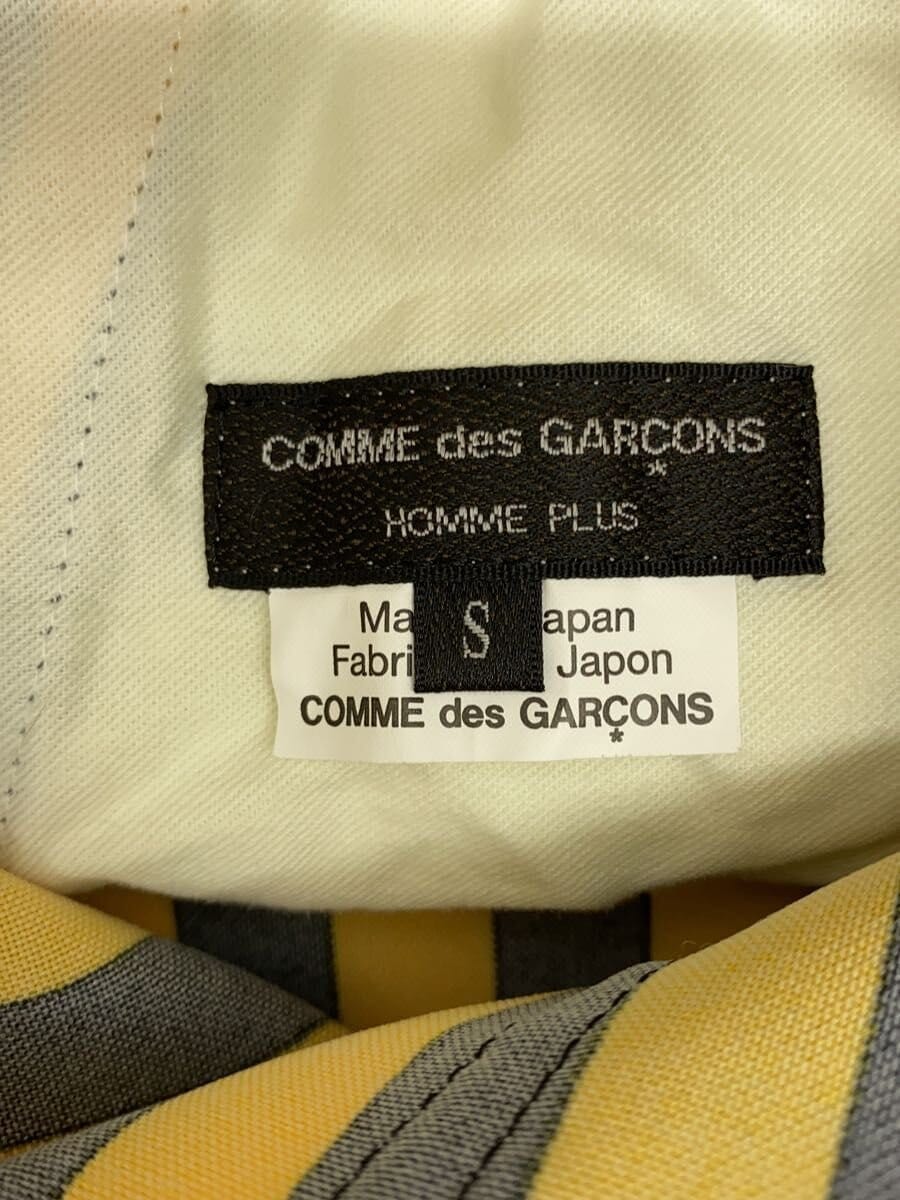 COMME des GARÇONS
*
HOMME PLUS
S
Ma apan
Fabri Japon
COMME des GARÇONS
*